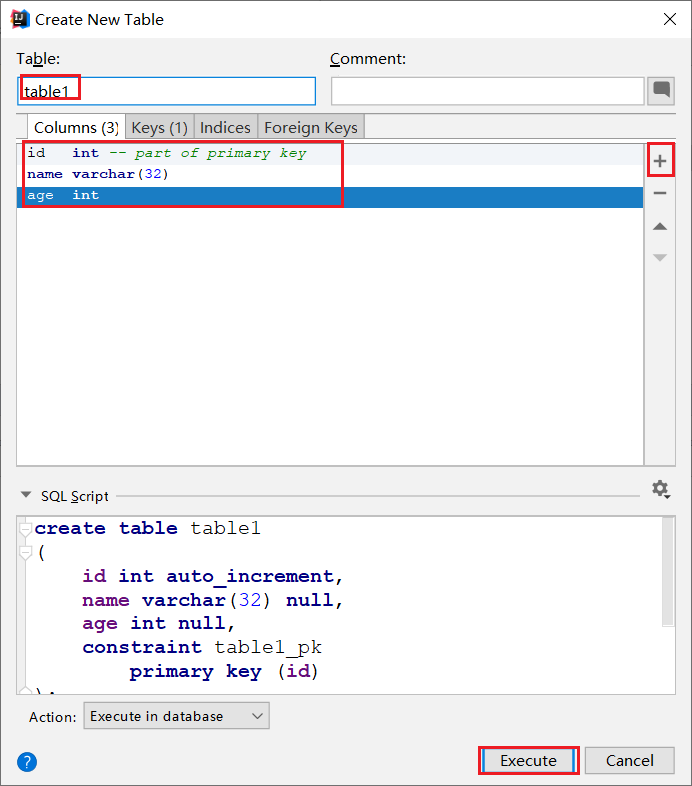 Create New Table
Table:
Comment:
table1
Columns (3)
Keys (1)
Indices
Foreign Keys
id int -- part of primary key
name varchar(32)
age int
SQL Script
create table table1
(
id int auto_increment,
name varchar(32) null,
age int null,
constraint table1_pk
primary key (id)
);
Action:
Execute in database
?
Execute
Cancel